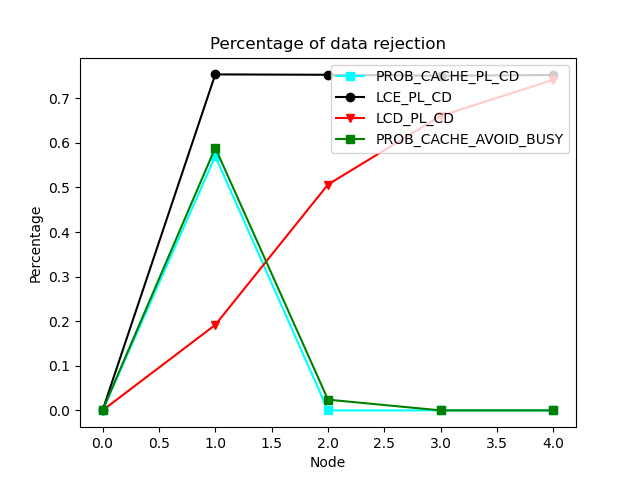 Percentage of data rejection
PROB_CACHE_PL_CD
LCE_PL_CD
LCD_PL_CD
PROB_CACHE_AVOID_BUSY
Percentage
0.7
0.6
0.5
0.4
0.3
0.2
0.1
0.0
0.0 0.5 1.0 1.5 2.0 2.5 3.0 3.5 4.0
Node